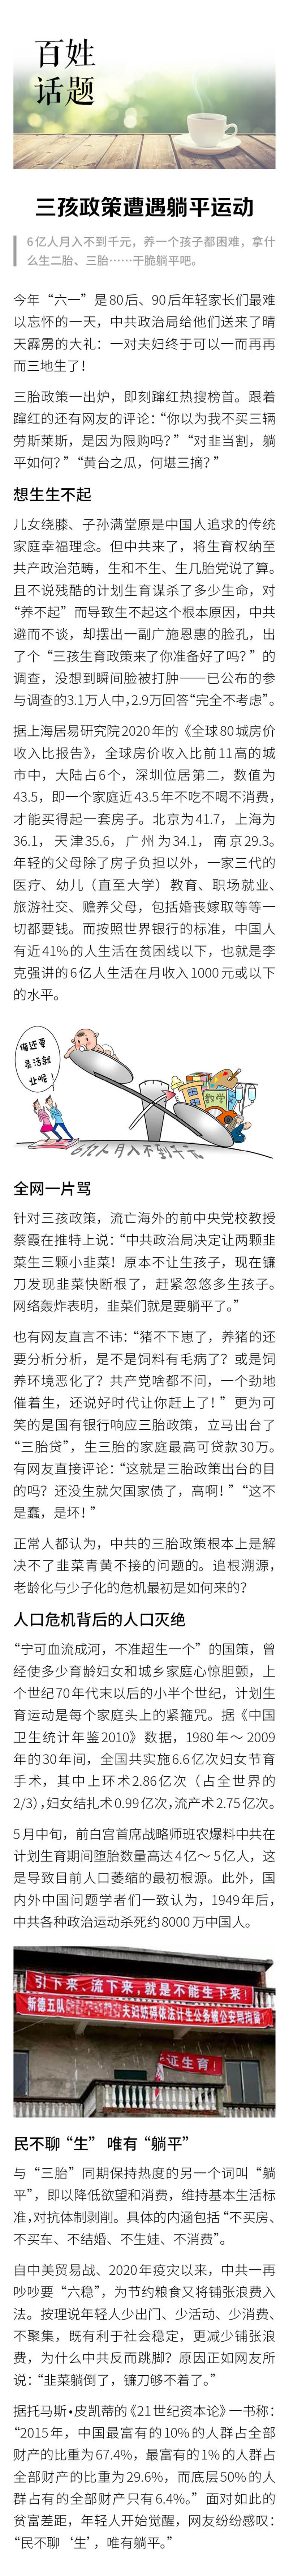 百姓
话题
三孩政策遭遇躺平运动
6亿人月入不到千元，养一个孩子都困难，拿什
么生二胎、三胎……干脆躺平吧。
今年“六一”是80后、90后年轻家长们最难
以忘怀的一天，中共政治局给他们送来了晴
天霹雳的大礼：一对夫妇终于可以一而再再
而三地生了！
三胎政策一出炉，即刻蹿红热搜榜首。跟着
蹿红的还有网友的评论：“你以为我不买三辆
劳斯莱斯，是因为限购吗？”“对韭当割，躺
平如何？”“黄台之瓜，何堪三摘？”
想生生不起
儿女绕膝、子孙满堂原是中国人追求的传统
家庭幸福理念。但中共来了，将生育权纳至
共产政治范畴，生和不生、生几胎党说了算。
且不说残酷的计划生育谋杀了多少生命，对
“养不起”而导致生不起这个根本原因，中共
避而不谈，却摆出一副广施恩惠的脸孔，出
了个“三孩生育政策来了你准备好了吗？”的
调查，没想到瞬间脸被打肿——已公布的参
与调查的3.1万人中，2.9万回答“完全不考虑”。
据上海居易研究院2020年的《全球80城房价
收入比报告》，全球房价收入比前11高的城
市中，大陆占6个，深圳位居第二，数值为
43.5，即一个家庭近43.5年不吃不喝不消费，
才能买得起一套房子。北京为41.7，上海为
36.1，天津35.6，广州为34.1，南京29.3。
年轻的父母除了房子负担以外，一家三代的
医疗、幼儿（直至大学）教育、职场就业、
旅游社交、赡养父母，包括婚丧嫁取等等一
切都要钱。而按照世界银行的标准，中国人
有近41%的人生活在贫困线以下，也就是李
克强讲的6亿人生活在月收入1000元或以下
的水平。
俺还要
灵活就
业呢
数学
6亿人月入不到千元
全网一片骂
针对三孩政策，流亡海外的前中央党校教授
蔡霞在推特上说：“中共政治局决定让两颗韭
菜生三颗小韭菜！原本不让生孩子，现在镰
刀发现韭菜快断根了，赶紧忽悠多生孩子。
网络轰炸表明，韭菜们就是要躺平了。”
也有网友直言不讳：“猪不下崽了，养猪的还
要分析分析，是不是饲料有毛病了？或是饲
养环境恶化了？共产党啥都不问，一个劲地
催着生，还说好时代让你赶上了！”更为可
笑的是国有银行响应三胎政策，立马出台了
“三胎贷”，生三胎的家庭最高可贷款30万。
有网友直接评论：“这就是三胎政策出台的目
的吗？还没生就欠国家债了，高啊！”“这不
是蠢，是坏！”
正常人都认为，中共的三胎政策根本上是解
决不了韭菜青黄不接的问题的。追根溯源，
老龄化与少子化的危机最初是如何来的？
人口危机背后的人口灭绝
“宁可血流成河，不准超生一个”的国策，曾
经使多少育龄妇女和城乡家庭心惊胆颤，上
个世纪70年代末以后的小半个世纪，计划生
育运动是每个家庭头上的紧箍咒。据《中国
卫生统计年鉴2010》数据，1980年～2009
年的30年间，全国共实施6.6亿次妇女节育
手术，其中上环术2.86亿次（占全世界的
2/3），妇女结扎术0.99亿次，流产术2.75亿次。
5月中旬，前白宫首席战略师班农爆料中共在
计划生育期间堕胎数量高达4亿～5亿人，这
是导致目前人口萎缩的最初根源。此外，国
内外中国问题学者们一致认为，1949年后，
中共各种政治运动杀死约8000万中国人。
引下来，流下来，就是不能生下来！
新德五队
夫妇妨碍依法计生公务被公安局拘留！
证生育！
民不聊“生” 唯有“躺平”
与“三胎”同期保持热度的另一个词叫“躺
平”，即以降低欲望和消费，维持基本生活标
准，对抗体制剥削。具体的内涵包括“不买房、
不买车、不结婚、不生娃、不消费”。
自中美贸易战、2020年疫灾以来，中共一再
吵吵要“六稳”，为节约粮食又将铺张浪费入
法。按理说年轻人少出门、少活动、少消费、
不聚集，既有利于社会稳定，更减少铺张浪
费，为什么中共反而跳脚？原因正如网友所
说：“韭菜躺倒了，镰刀够不着了。”
据托马斯•皮凯蒂的《21世纪资本论》一书称：
“2015年，中国最富有的10%的人群占全部
财产的比重为67.4%，最富有的1%的人群占
全部财产的比重为29.6%，而底层50%的人
群占有的全部财产只有6.4%。”面对如此的
贫富差距，年轻人开始觉醒，网友纷纷感叹：
“民不聊‘生’，唯有躺平。”